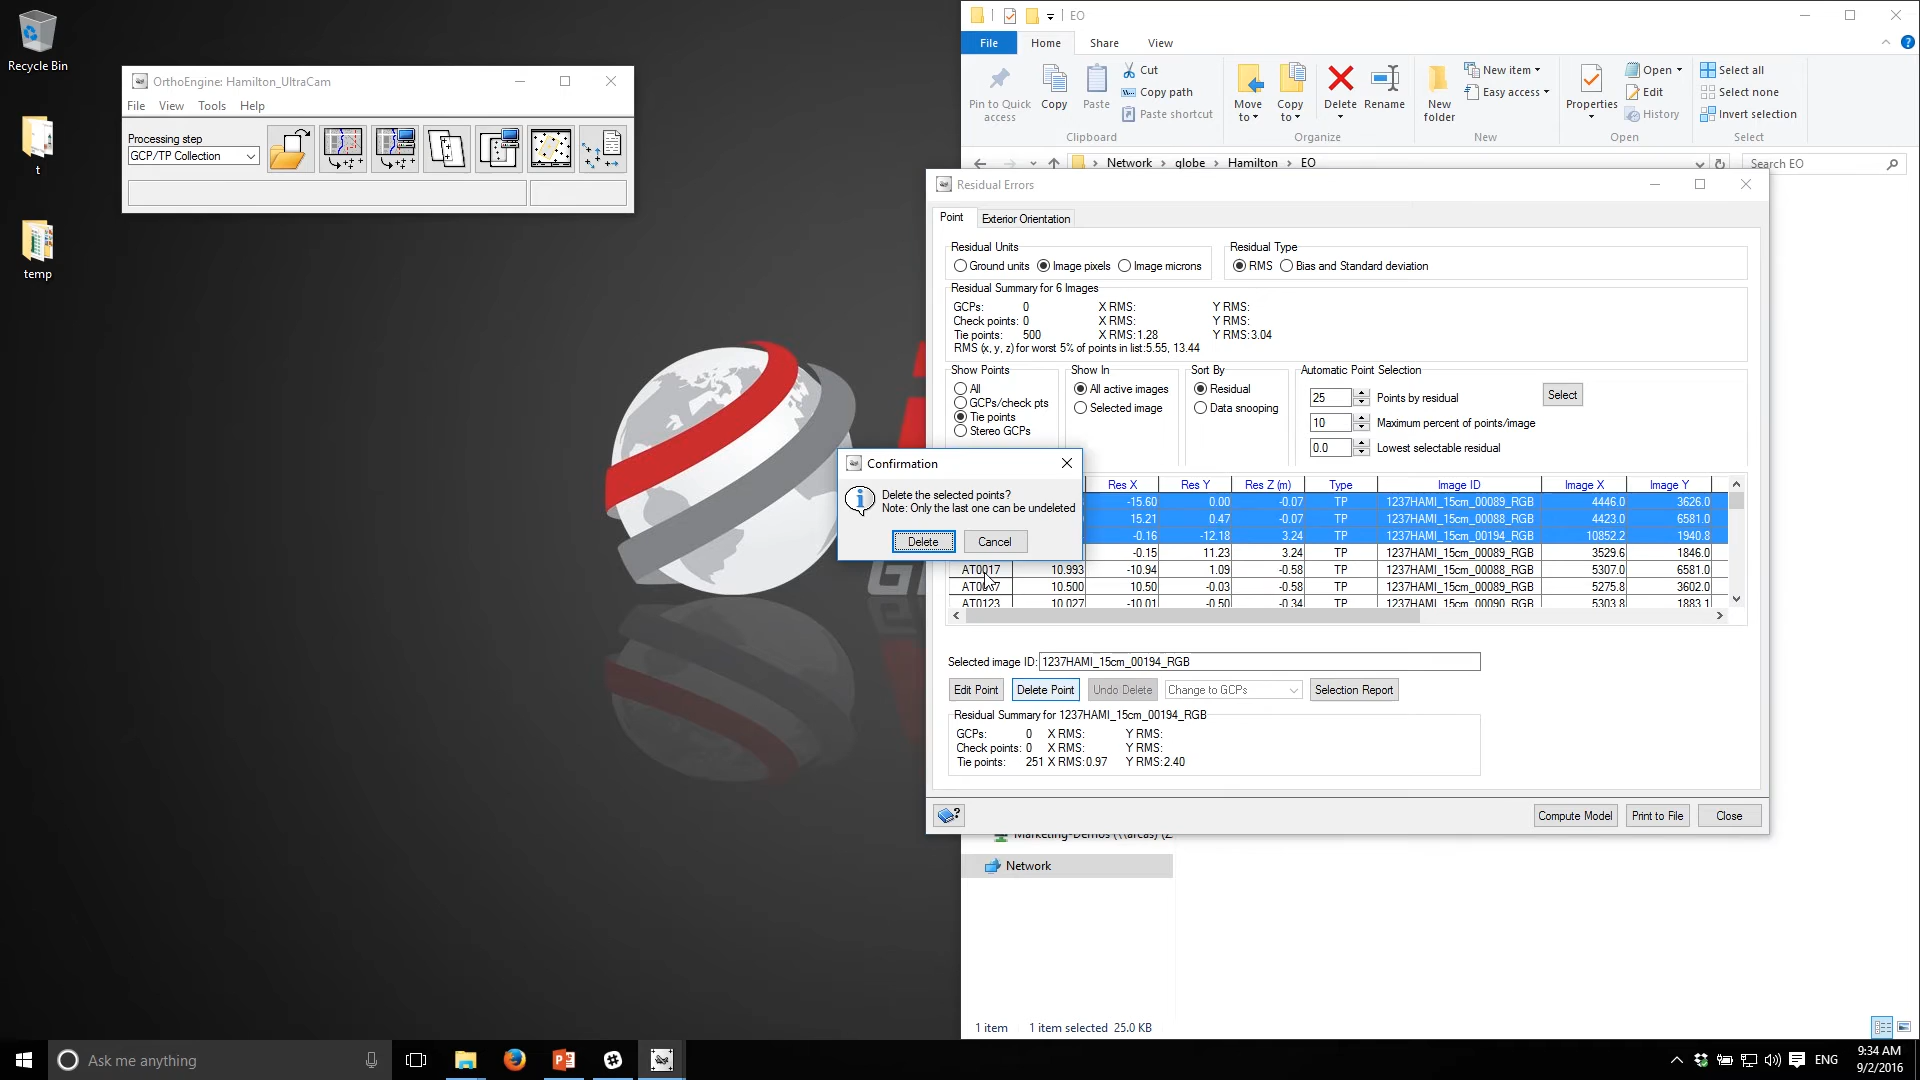 Recycle Bin
t
temp
OrthoEngine: Hamilton_UltraCam
File View Tools Help
Processing step
GCP/TP Collection
EO
File Home Share View
Pin to Quick access
Copy
Paste
Cut
Copy path
Paste shortcut
Clipboard
Move to
Copy to
Delete
Rename
Organize
New folder
New item
Easy access
New
Properties
Open
Edit
History
Open
Select all
Select none
Invert selection
Select
Network > globe > Hamilton > EO
Search EO
Residual Errors
Point Exterior Orientation
Residual Units
Ground units Image pixels Image microns
Residual Type
RMS Bias and Standard deviation
Residual Summary for 6 Images
GCPs: 0 X RMS: Y RMS:
Check points: 0 X RMS: Y RMS:
Tie points: 500 X RMS:1.28 Y RMS:3.04
RMS (x, y, z) for worst 5% of points in list:5.55, 13.44
Show Points
All
GCPs/check pts
Tie points
Stereo GCPs
Show In
All active images
Selected image
Sort By
Residual
Data snooping
Automatic Point Selection
25 Points by residual Select
10 Maximum percent of points/image
0.0 Lowest selectable residual
Confirmation
Delete the selected points?
Note: Only the last one can be undeleted
Delete Cancel
Res X Res Y Res Z (m) Type Image ID Image X Image Y
-15.60 0.00 -0.07 TP 1237HAMI_15cm_00089_RGB 4446.0 3626.0
15.21 0.47 -0.07 TP 1237HAMI_15cm_00088_RGB 4423.0 6581.0
-0.16 -12.18 3.24 TP 1237HAMI_15cm_00194_RGB 10852.2 1940.8
-0.15 11.23 3.24 TP 1237HAMI_15cm_00089_RGB 3529.6 1846.0
AT0017 10.993 -10.94 1.09 -0.58 TP 1237HAMI_15cm_00088_RGB 5307.0 6581.0
10.500 10.50 -0.03 -0.58 TP 1237HAMI_15cm_00089_RGB 5275.8 3602.0
AT0123 10.027 -10.01 -0.50 -0.34 TP 1237HAMI_15cm_00090_RGB 5303.8 1883.1
Selected image ID: 1237HAMI_15cm_00194_RGB
Edit Point Delete Point Undo Delete Change to GCPs Selection Report
Residual Summary for 1237HAMI_15cm_00194_RGB
GCPs: 0 X RMS: Y RMS:
Check points: 0 X RMS: Y RMS:
Tie points: 251 X RMS:0.97 Y RMS:2.40
Compute Model Print to File Close
Network
1 item 1 item selected 25.0 KB
Ask me anything
ENG
9:34 AM
9/2/2016